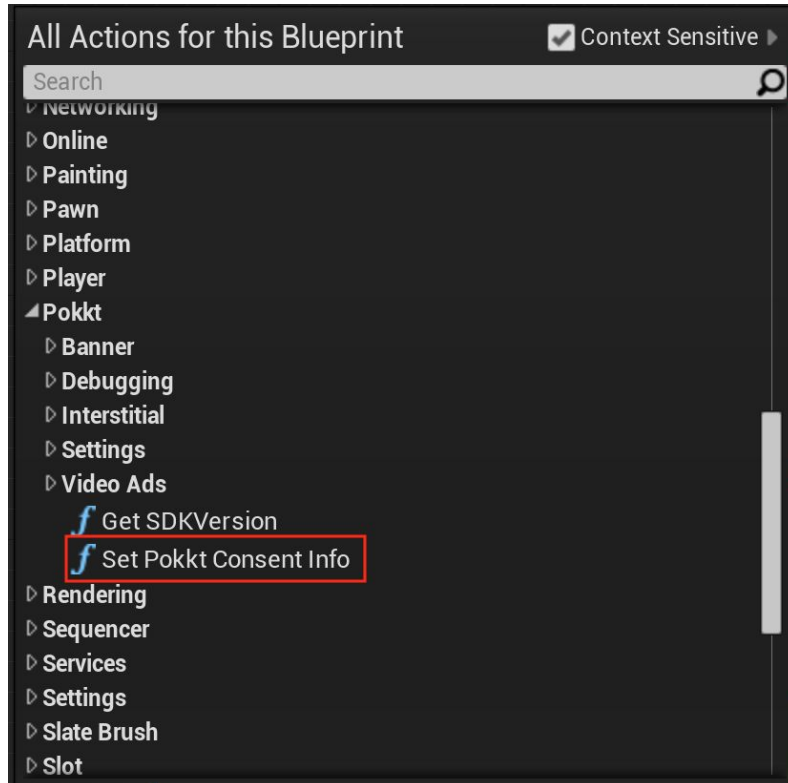 All Actions for this Blueprint Context Sensitive
Search
Networking
Online
Painting
Pawn
Platform
Player
Pokkt
Banner
Debugging
Interstitial
Settings
Video Ads
f Get SDKVersion
f Set Pokkt Consent Info
Rendering
Sequencer
Services
Settings
Slate Brush
Slot